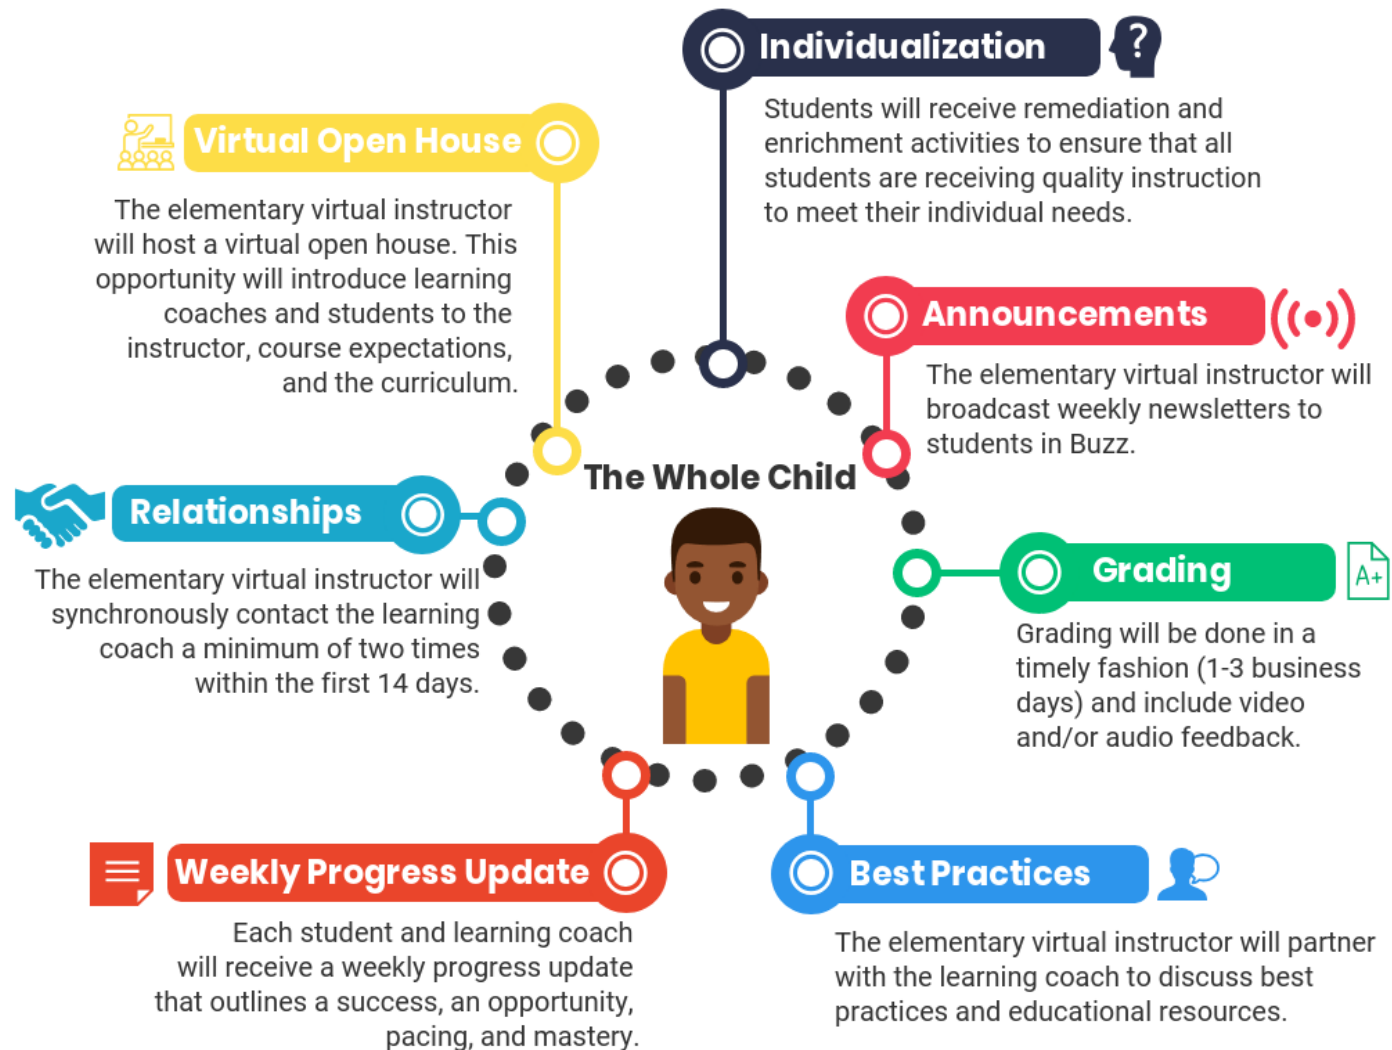 Individualization
?
Students will receive remediation and
enrichment activities to ensure that all
students are receiving quality instruction
to meet their individual needs.
Virtual Open House
The elementary virtual instructor
will host a virtual open house. This
opportunity will introduce learning
coaches and students to the
instructor, course expectations,
and the curriculum.
Announcements
The elementary virtual instructor will
broadcast weekly newsletters to
students in Buzz.
The Whole Child
Relationships
The elementary virtual instructor will
synchronously contact the learning
coach a minimum of two times
within the first 14 days.
Grading
A+
Grading will be done in a
timely fashion (1-3 business
days) and include video
and/or audio feedback.
Weekly Progress Update
Each student and learning coach
will receive a weekly progress update
that outlines a success, an opportunity,
pacing, and mastery.
Best Practices
The elementary virtual instructor will partner
with the learning coach to discuss best
practices and educational resources.